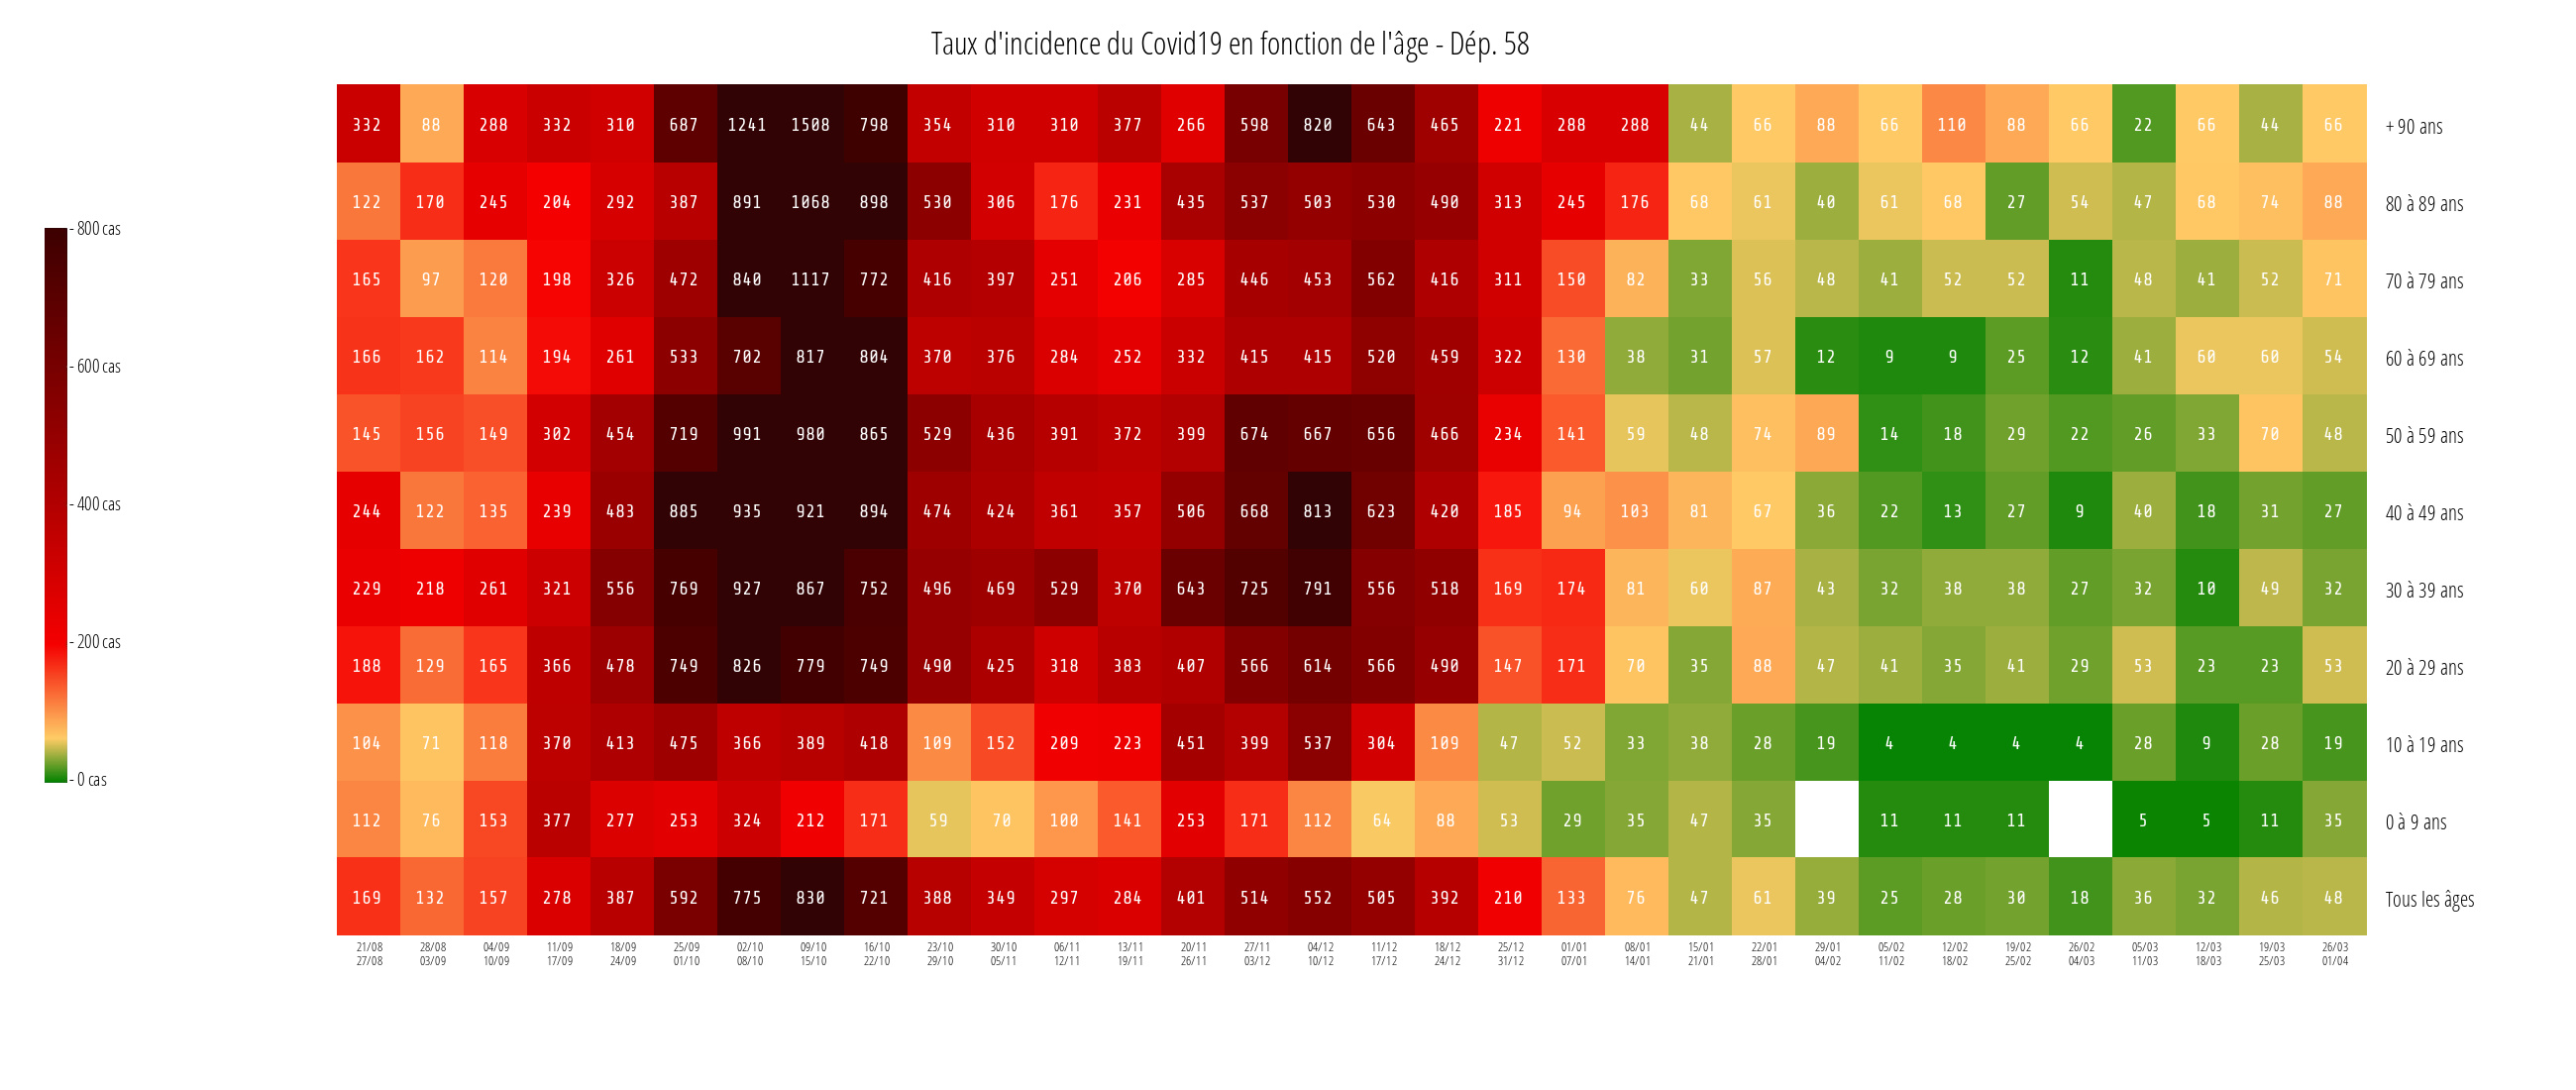 Taux d'incidence du Covid19 en fonction de l'âge - Dép. 58
- 800 cas
- 600 cas
- 400 cas
- 200 cas
- 0 cas
332 88 288 332 310 687 1241 1508 798 354 310 310 377 266 598 820 643 465 221 288 288 44 66 88 66 110 88 66 22 66 44 66 + 90 ans
122 170 245 204 292 387 891 1068 898 530 306 176 231 435 537 503 530 490 313 245 176 68 61 40 61 68 27 54 47 68 74 88 80 à 89 ans
165 97 120 198 326 472 840 1117 772 416 397 251 206 285 446 453 562 416 311 150 82 33 56 48 41 52 52 11 48 41 52 71 70 à 79 ans
166 162 114 194 261 533 702 817 804 370 376 284 252 332 415 415 520 459 322 130 38 31 57 12 9 9 25 12 41 60 60 54 60 à 69 ans
145 156 149 302 454 719 991 980 865 529 436 391 372 399 674 667 656 466 234 141 59 48 74 89 14 18 29 22 26 33 70 48 50 à 59 ans
244 122 135 239 483 885 935 921 894 474 424 361 357 506 668 813 623 420 185 94 103 81 67 36 22 13 27 9 40 18 31 27 40 à 49 ans
229 218 261 321 556 769 927 867 752 496 469 529 370 643 725 791 556 518 169 174 81 60 87 43 32 38 38 27 32 10 49 32 30 à 39 ans
188 129 165 366 478 749 826 779 749 490 425 318 383 407 566 614 566 490 147 171 70 35 88 47 41 35 41 29 53 23 23 53 20 à 29 ans
104 71 118 370 413 475 366 389 418 109 152 209 223 451 399 537 304 109 47 52 33 38 28 19 4 4 4 4 28 9 28 19 10 à 19 ans
112 76 153 377 277 253 324 212 171 59 70 100 141 253 171 112 64 88 53 29 35 47 35 11 11 11 5 5 11 35 0 à 9 ans
169 132 157 278 387 592 775 830 721 388 349 297 284 401 514 552 505 392 210 133 76 47 61 39 25 28 30 18 36 32 46 48 Tous les âges
21/08 28/08 04/09 11/09 18/09 25/09 02/10 09/10 16/10 23/10 30/10 06/11 13/11 20/11 27/11 04/12 11/12 18/12 25/12 01/01 08/01 15/01 22/01 29/01 05/02 12/02 19/02 26/02 05/03 12/03 19/03 26/03
27/08 03/09 10/09 17/09 24/09 01/10 08/10 15/10 22/10 29/10 05/11 12/11 19/11 26/11 03/12 10/12 17/12 24/12 31/12 07/01 14/01 21/01 28/01 04/02 11/02 18/02 25/02 04/03 11/03 18/03 25/03 01/04